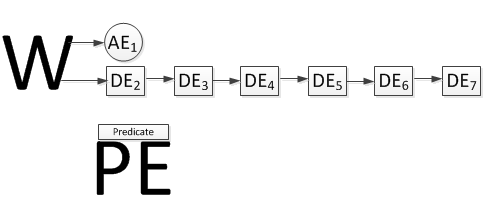 W
AE₁
DE₂ DE₃ DE₄ DE₅ DE₆ DE₇
Predicate
PE